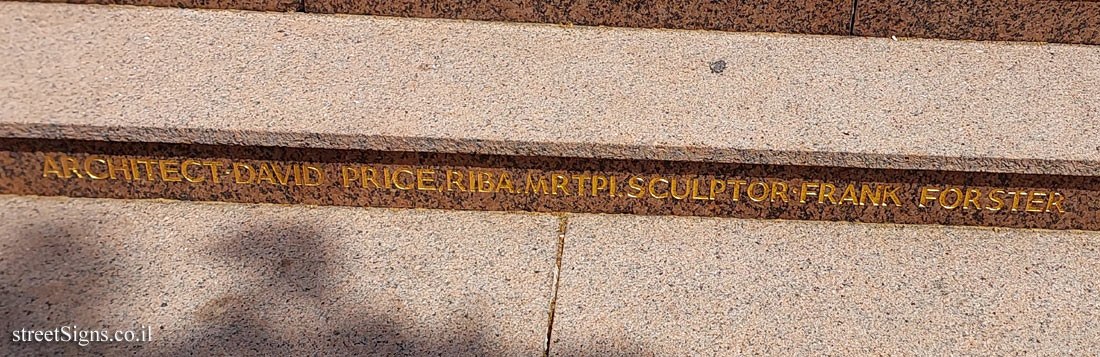 ARCHITECT·DAVID PRICE.RIBA.MRTPI.SCULPTOR·FRANK FORSTER
streetSigns.co.il